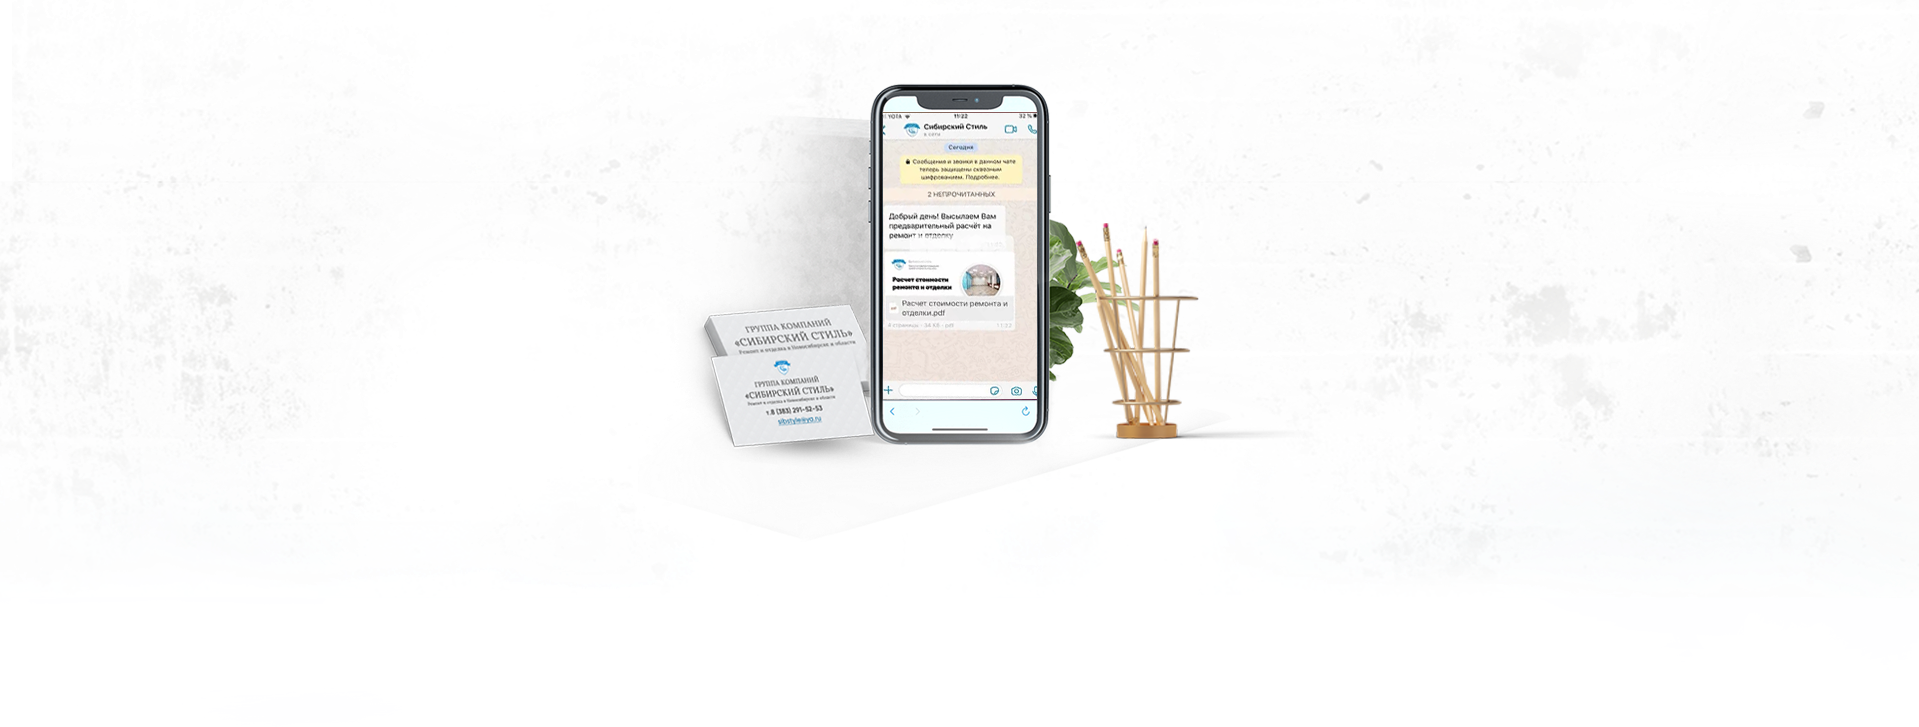 YOTA
11:22
32 %
Сибирский Стиль
в сети
Сегодня
Сообщения и звонки в данном чате
теперь защищены сквозным
шифрованием. Подробнее.
2 НЕПРОЧИТАННЫХ
Добрый день! Высылаем Вам
предварительный расчёт на
ремонт и отделку
Расчет стоимости
ремонта и отделки
Расчет стоимости ремонта и
отделки.pdf
4 страницы • 54 КБ • pdf
11:22
ГРУППА КОМПАНИЙ
«СИБИРСКИЙ СТИЛЬ»
Ремонт и отделка в Новосибирске и области
ГРУППА КОМПАНИЙ
«СИБИРСКИЙ СТИЛЬ»
Ремонт и отделка в Новосибирске и области
т.8 (383) 291-52-53
sibstyle@ya.ru